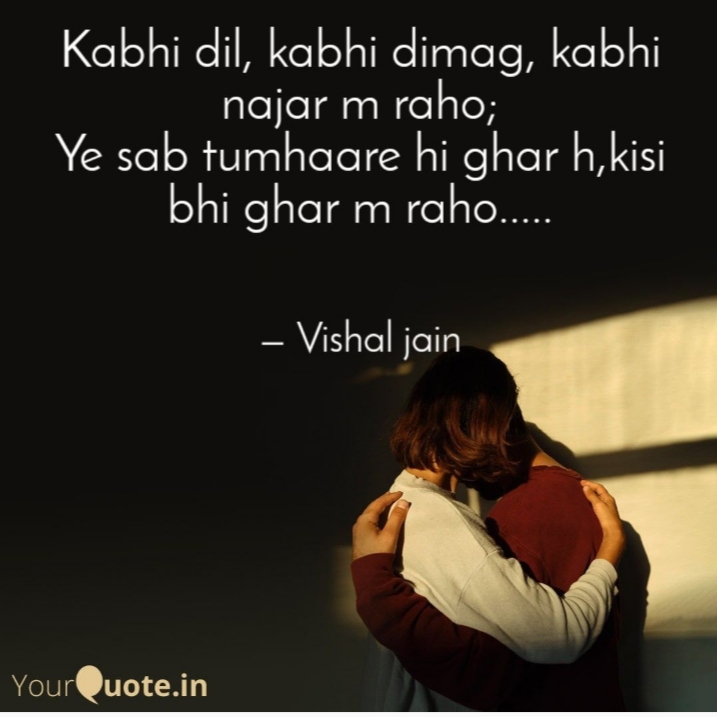 Kabhi dil, kabhi dimag, kabhi
najar m raho;
Ye sab tumhaare hi ghar h,kisi
bhi ghar m raho.....
– Vishal jain
YourQuote.in